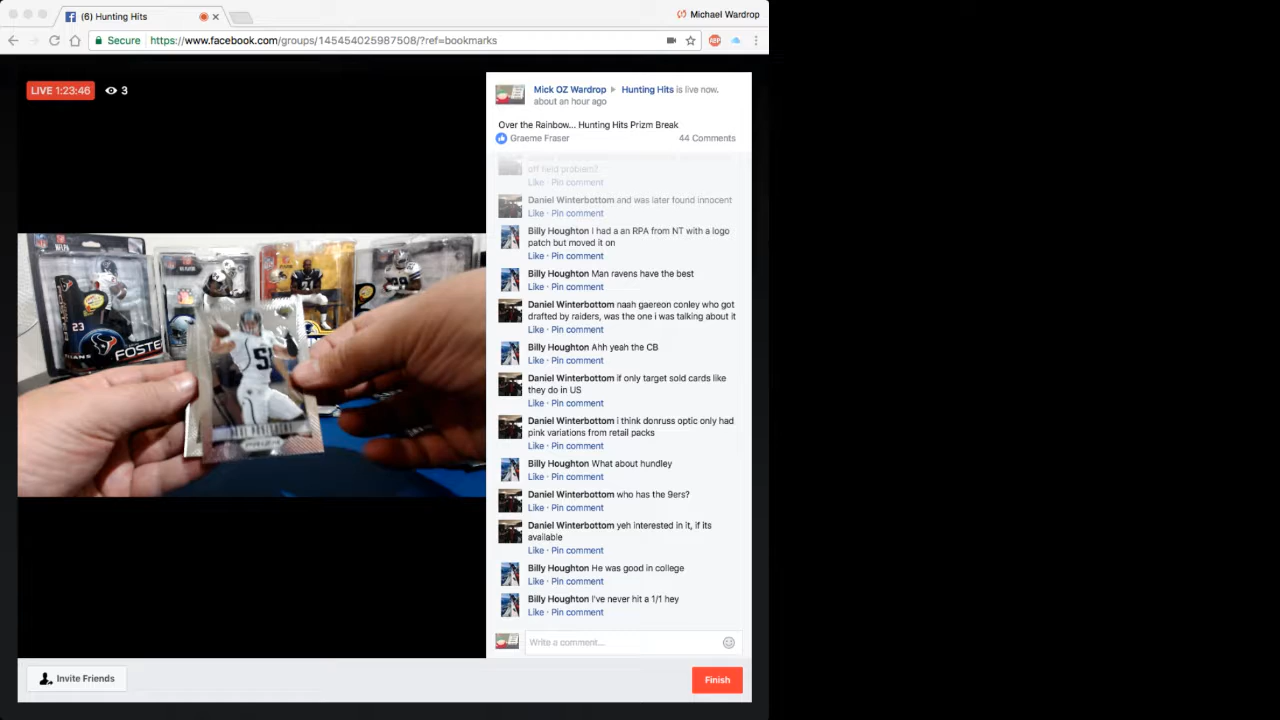 (6) Hunting Hits
Michael Wardrop
Secure https://www.facebook.com/groups/145454025987508/?ref=bookmarks
ABP
LIVE 1:23:46 3
Mick OZ Wardrop Hunting Hits is live now.
about an hour ago
Over the Rainbow... Hunting Hits Prizm Break
Graeme Fraser 44 Comments
off field problem?
Like · Pin comment
Daniel Winterbottom and was later found innocent
Like · Pin comment
Billy Houghton I had a an RPA from NT with a logo
patch but moved it on
Like · Pin comment
Billy Houghton Man ravens have the best
Like · Pin comment
Daniel Winterbottom naah gaereon conley who got
drafted by raiders, was the one i was talking about it
Like · Pin comment
Billy Houghton Ahh yeah the CB
Like · Pin comment
Daniel Winterbottom if only target sold cards like
they do in US
Like · Pin comment
Daniel Winterbottom i think donruss optic only had
pink variations from retail packs
Like · Pin comment
Billy Houghton What about hundley
Like · Pin comment
Daniel Winterbottom who has the 9ers?
Like · Pin comment
Daniel Winterbottom yeh interested in it, if its
available
Like · Pin comment
Billy Houghton He was good in college
Like · Pin comment
Billy Houghton I've never hit a 1/1 hey
Like · Pin comment
Write a comment...
Invite Friends
Finish
23
FOSTE